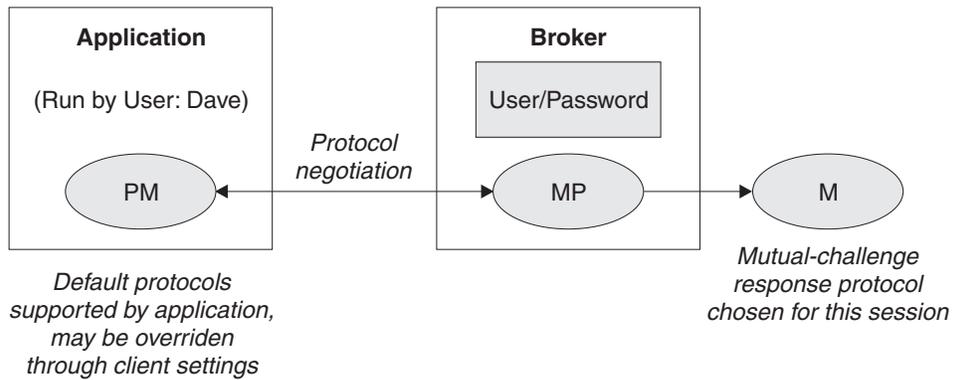 Application
(Run by User: Dave)
PM
Default protocols
supported by application,
may be overriden
through client settings
Protocol
negotiation
Broker
User/Password
MP
M
Mutual-challenge
response protocol
chosen for this session